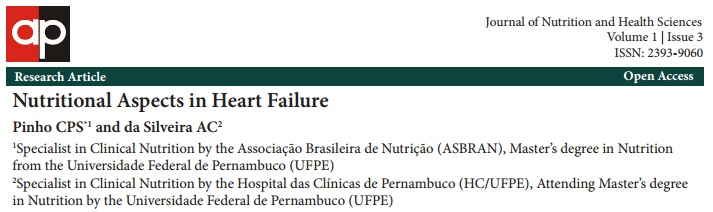 ap
Journal of Nutrition and Health Sciences
Volume 1 | Issue 3
ISSN: 2393-9060
Research Article
Open Access
Nutritional Aspects in Heart Failure
Pinho CPS*1 and da Silveira AC2
1Specialist in Clinical Nutrition by the Associação Brasileira de Nutrição (ASBRAN), Master's degree in Nutrition
from the Universidade Federal de Pernambuco (UFPE)
2Specialist in Clinical Nutrition by the Hospital das Clínicas de Pernambuco (HC/UFPE), Attending Master's degree
in Nutrition by the Universidade Federal de Pernambuco (UFPE)